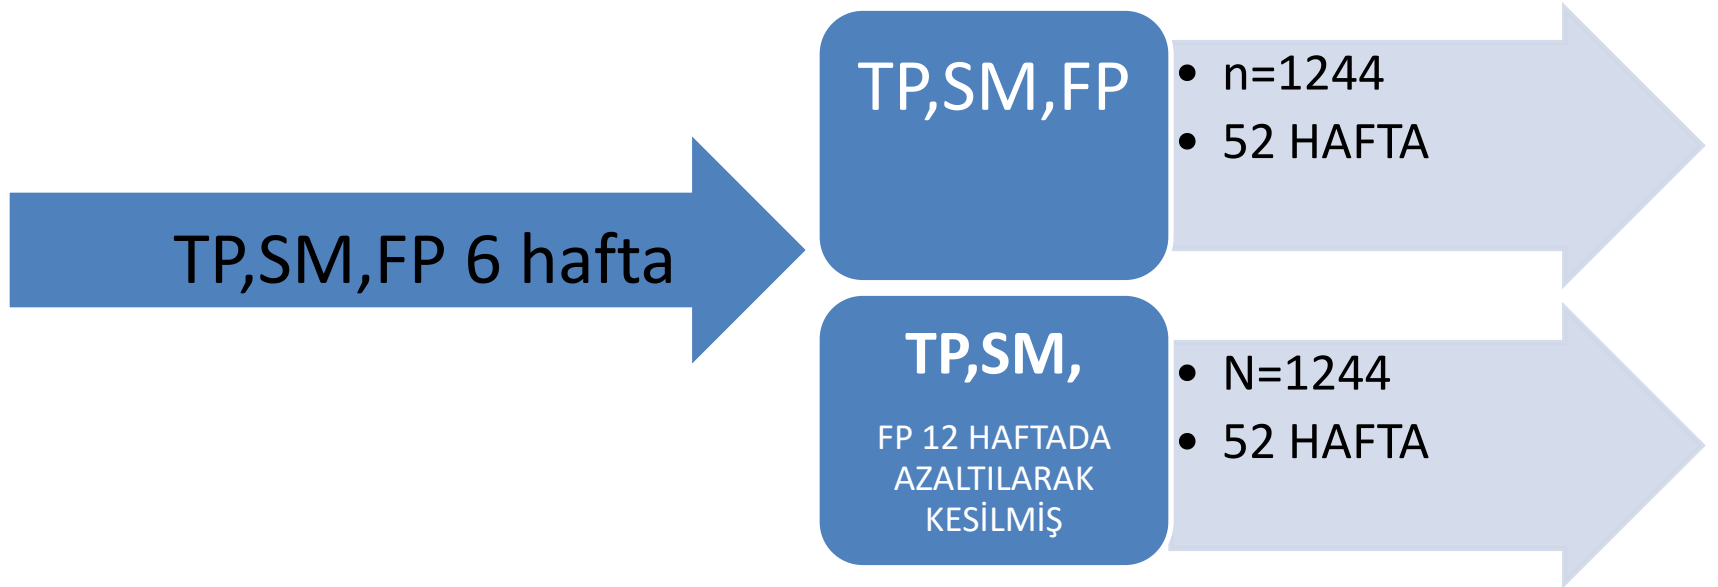 TP,SM,FP 6 hafta
TP,SM,FP
• n=1244
• 52 HAFTA
TP,SM,
FP 12 HAFTADA
AZALTILARAK
KESİLMİŞ
• N=1244
• 52 HAFTA